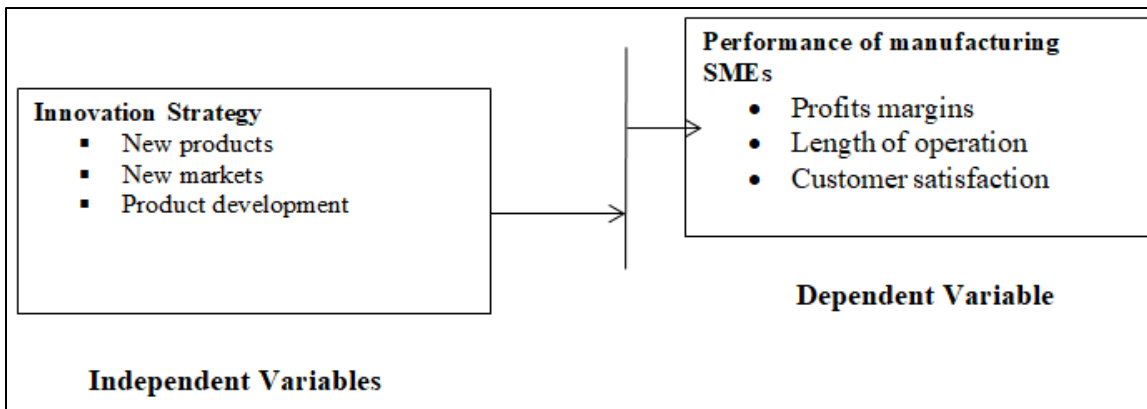 Innovation Strategy
▪ New products
▪ New markets
▪ Product development
Independent Variables
Performance of manufacturing
SMEs
• Profits margins
• Length of operation
• Customer satisfaction
Dependent Variable